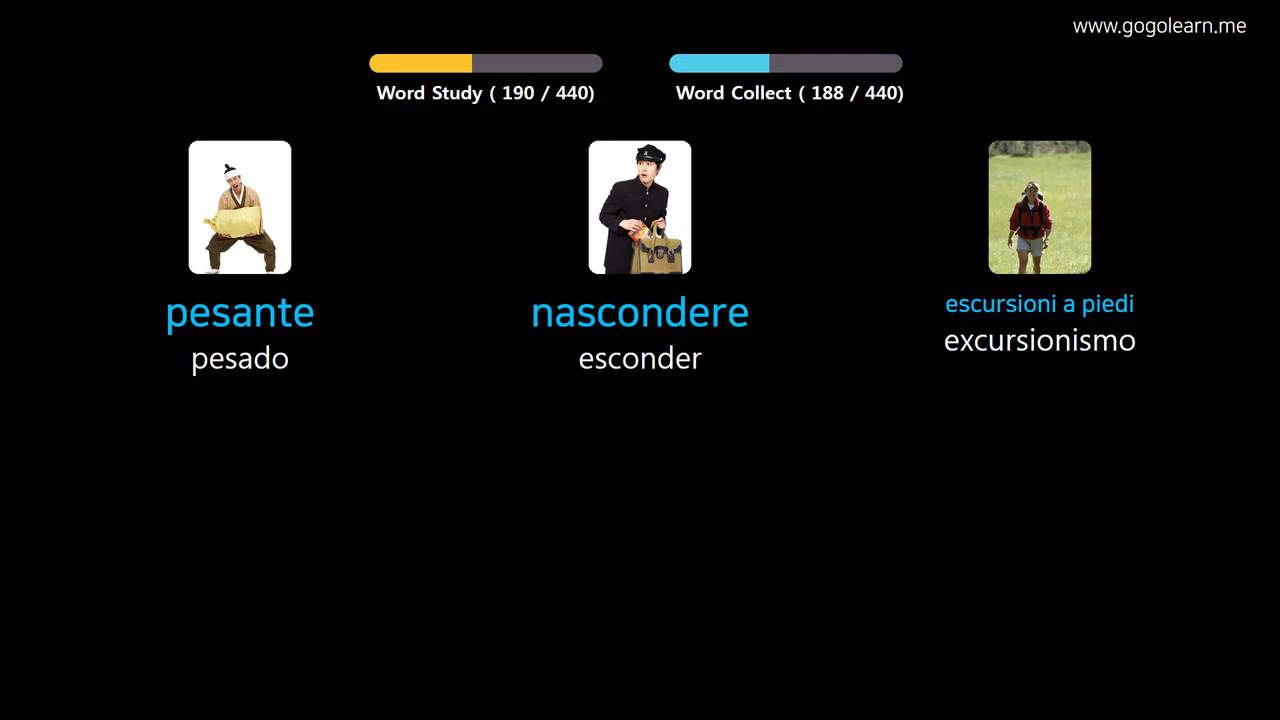 www.gogolearn.me
Word Study ( 190 / 440)
Word Collect ( 188 / 440)
pesante
pesado
nascondere
esconder
escursioni a piedi
excursionismo